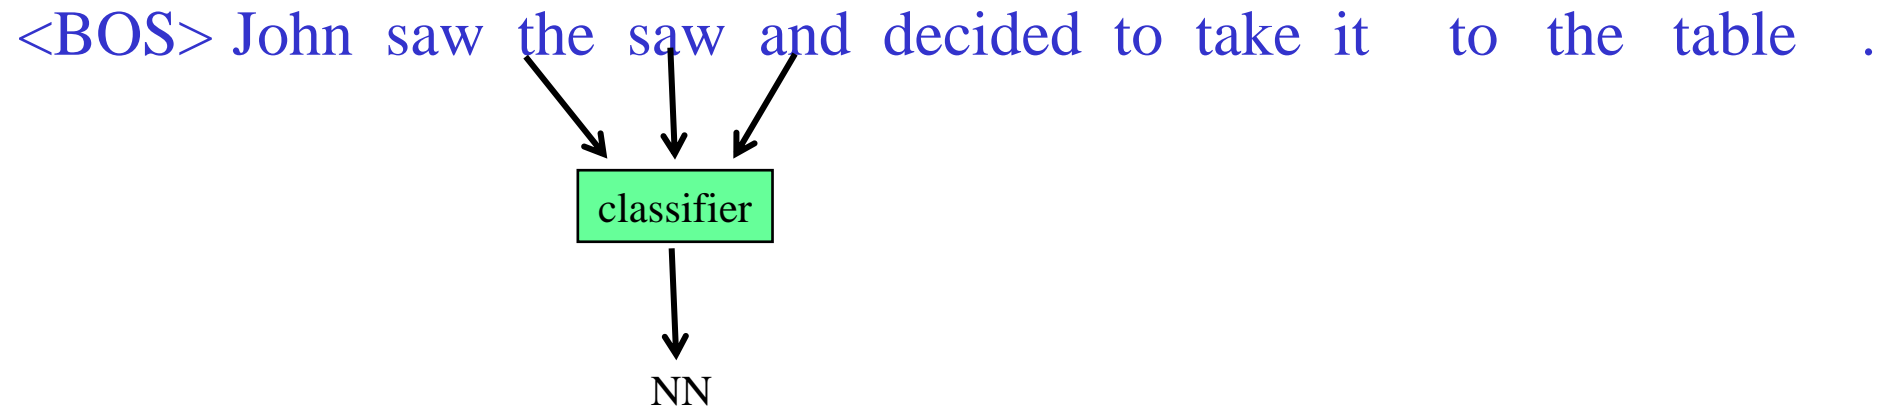 <BOS> John saw the saw and decided to take it to the table .
classifier
NN